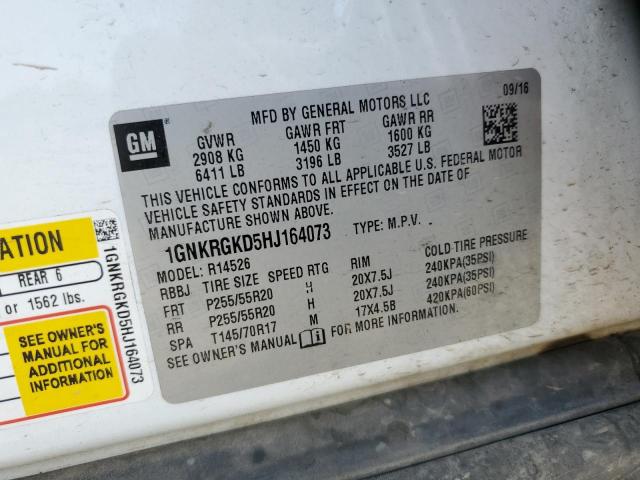 09/16
MFD BY GENERAL MOTORS LLC
GM
GVWR GAWR FRT GAWR RR
2908 KG 1450 KG 1600 KG
6411 LB 3196 LB 3527 LB
THIS VEHICLE CONFORMS TO ALL APPLICABLE U.S. FEDERAL MOTOR
VEHICLE SAFETY STANDARDS IN EFFECT ON THE DATE OF
MANUFACTURE SHOWN ABOVE.
1GNKRGKD5HJ164073 TYPE: M.P.V.
MODEL: R14526
RBBJ TIRE SIZE SPEED RTG RIM COLD TIRE PRESSURE
FRT P255/55R20 H 20X7.5J 240KPA(35PSI)
RR P255/55R20 H 20X7.5J 240KPA(35PSI)
SPA T145/70R17 M 17X4.5B 420KPA(60PSI)
SEE OWNER'S MANUAL FOR MORE INFORMATION.
ATION
REAR 6
or 1562 lbs.
SEE OWNER'S
MANUAL FOR
ADDITIONAL
INFORMATION
1GNKRGKD5HJ164073